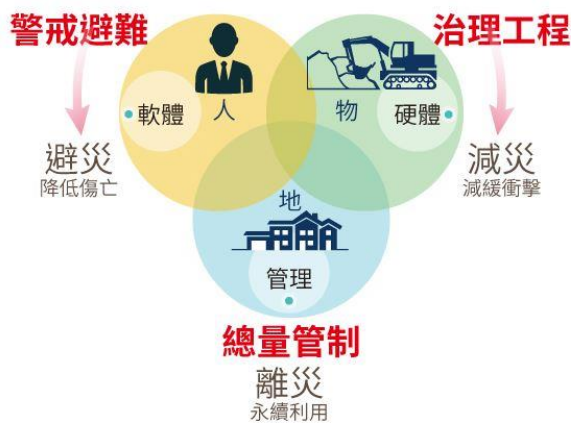 警戒避難
治理工程
人
物
軟體
硬體
避災
降低傷亡
減災
減緩衝擊
地
管理
總量管制
離災
永續利用